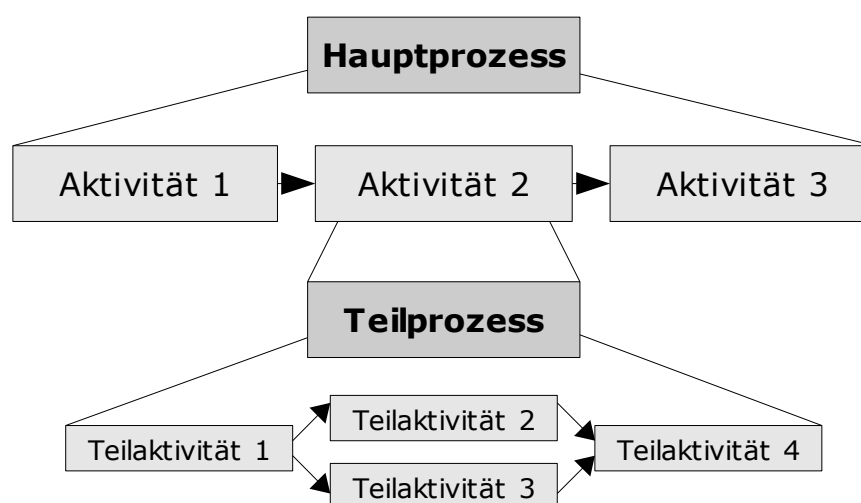 Hauptprozess
Aktivität 1
Aktivität 2
Aktivität 3
Teilprozess
Teilaktivität 1
Teilaktivität 2
Teilaktivität 3
Teilaktivität 4